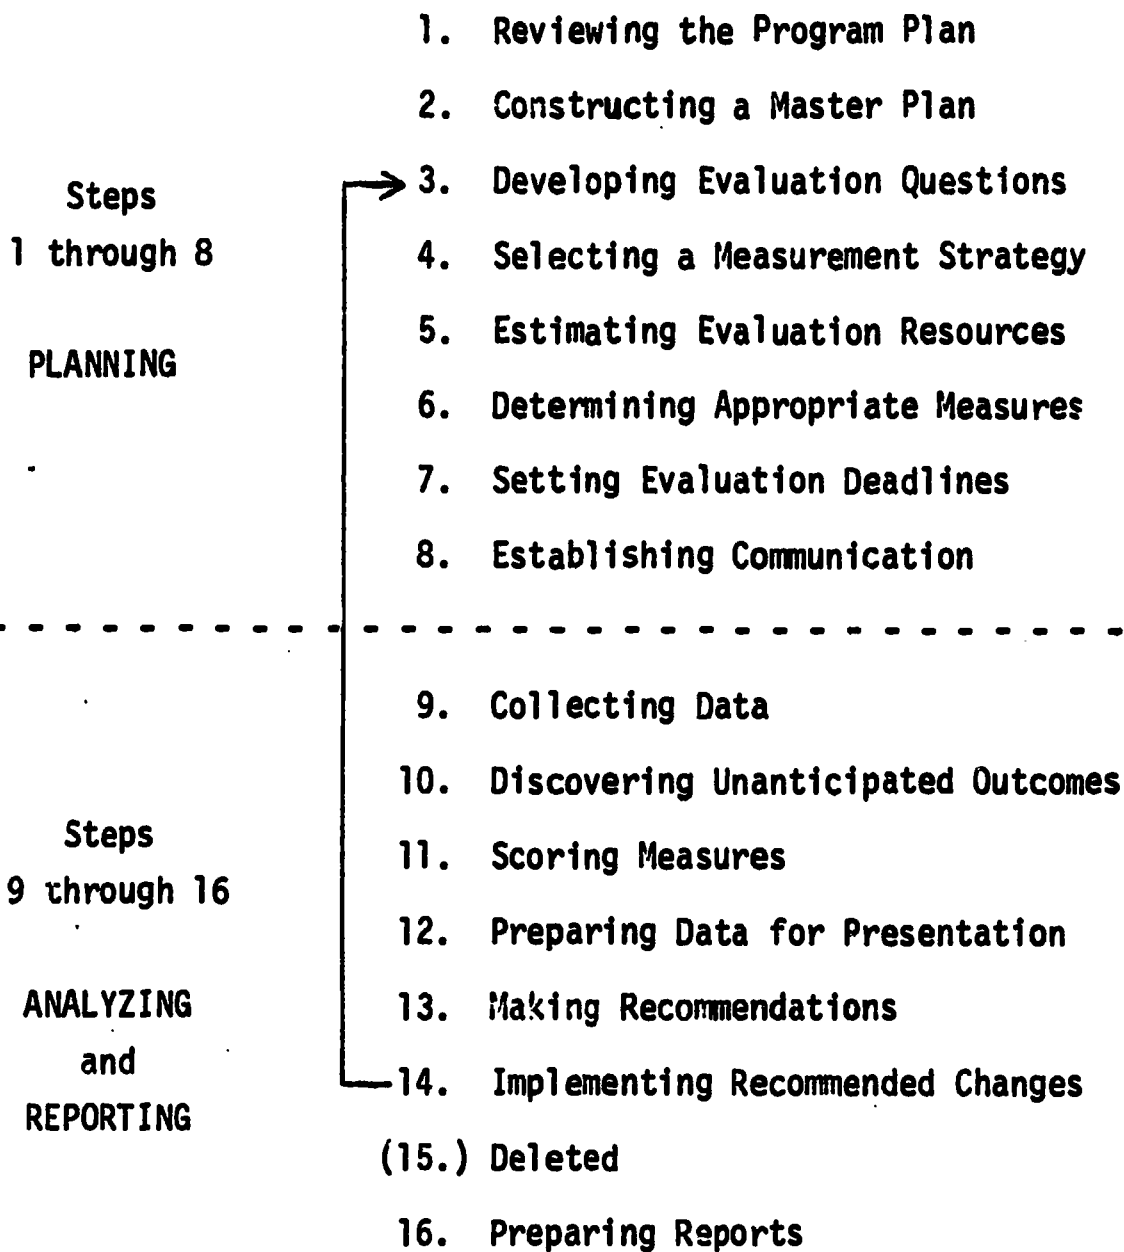 1. Reviewing the Program Plan
2. Constructing a Master Plan
Steps
1 through 8
PLANNING
3. Developing Evaluation Questions
4. Selecting a Measurement Strategy
5. Estimating Evaluation Resources
6. Determining Appropriate Measures
7. Setting Evaluation Deadlines
8. Establishing Communication
Steps
9 through 16
ANALYZING
and
REPORTING
9. Collecting Data
10. Discovering Unanticipated Outcomes
11. Scoring Measures
12. Preparing Data for Presentation
13. Making Recommendations
14. Implementing Recommended Changes
(15.) Deleted
16. Preparing Reports